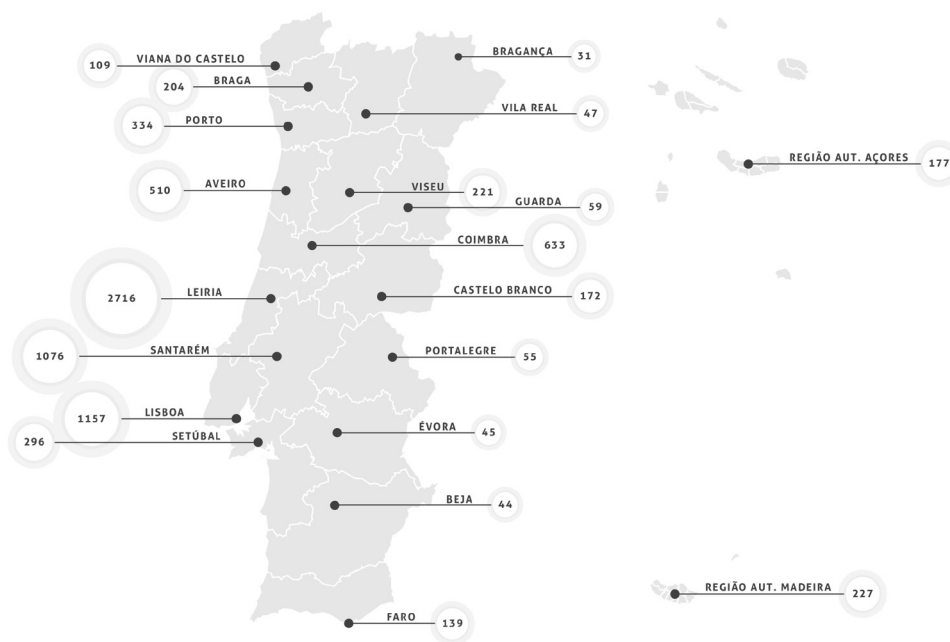 BRAGANÇA 31
109 VIANA DO CASTELO
204 BRAGA
VILA REAL 47
334 PORTO
REGIÃO AUT. AÇORES 177
510 AVEIRO
VISEU 221
GUARDA 59
COIMBRA 633
2716 LEIRIA
CASTELO BRANCO 172
1076 SANTARÉM
PORTALEGRE 55
1157 LISBOA
ÉVORA 45
296 SETÚBAL
BEJA 44
REGIÃO AUT. MADEIRA 227
FARO 139